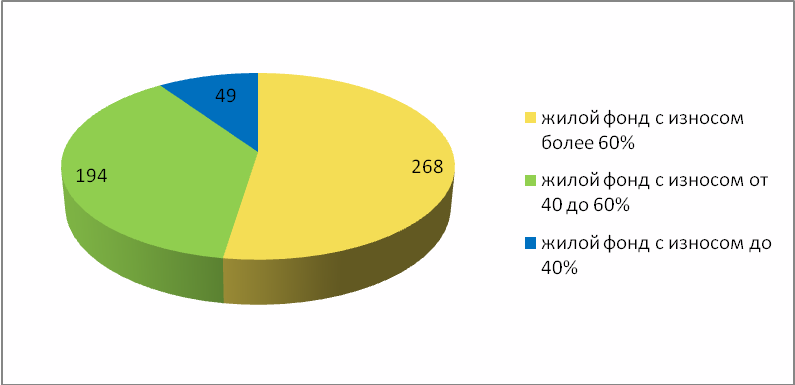 49
194
268
жилой фонд с износом
более 60%
жилой фонд с износом от
40 до 60%
жилой фонд с износом до
40%